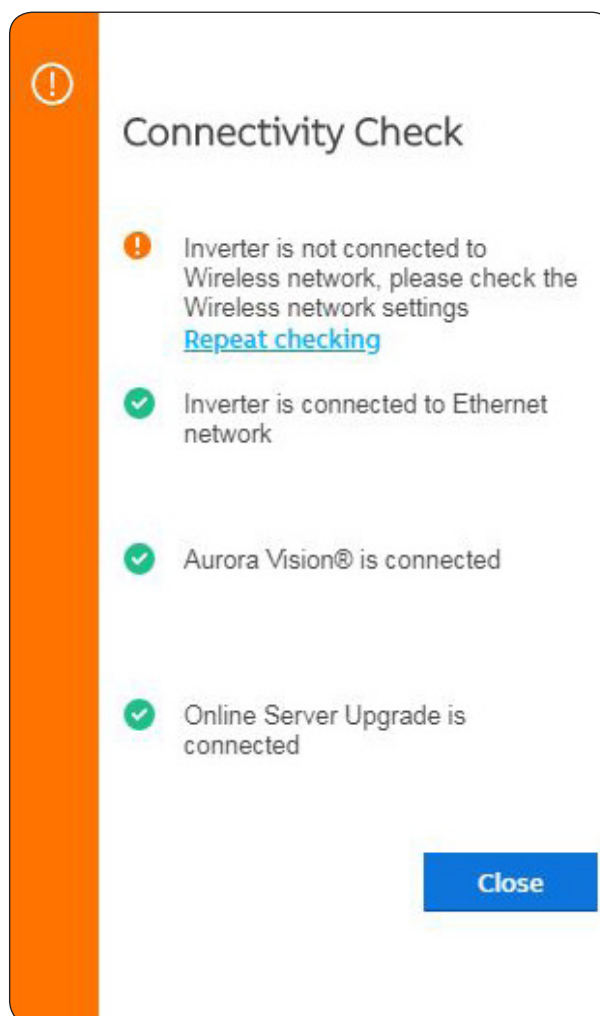 Connectivity Check
Inverter is not connected to
Wireless network, please check the
Wireless network settings
Repeat checking
Inverter is connected to Ethernet
network
Aurora Vision® is connected
Online Server Upgrade is
connected
Close